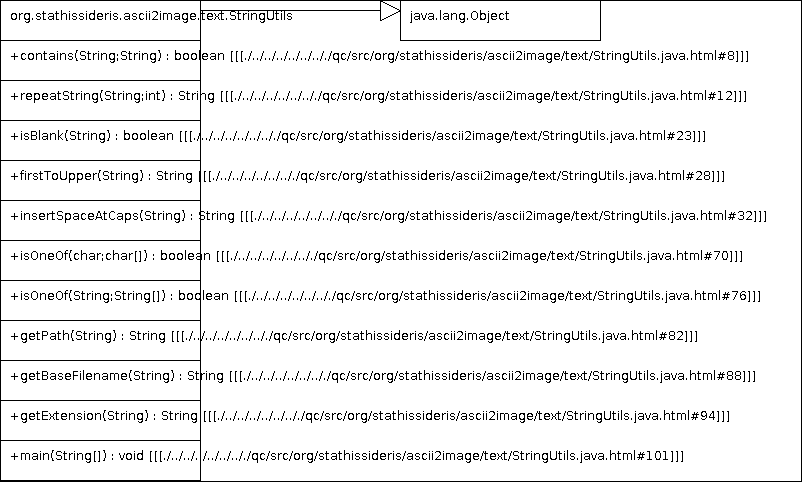 org.stathissideris.ascii2image.text.StringUtils
java.lang.Object
+contains(String;String) : boolean [[[./../../../../../../qc/src/org/stathissideris/ascii2image/text/StringUtils.java.html#8]]]
+repeatString(String;int) : String [[[./../../../../../../qc/src/org/stathissideris/ascii2image/text/StringUtils.java.html#12]]]
+isBlank(String) : boolean [[[./../../../../../../qc/src/org/stathissideris/ascii2image/text/StringUtils.java.html#23]]]
+firstToUpper(String) : String [[[./../../../../../../qc/src/org/stathissideris/ascii2image/text/StringUtils.java.html#28]]]
+insertSpaceAtCaps(String) : String [[[./../../../../../../qc/src/org/stathissideris/ascii2image/text/StringUtils.java.html#32]]]
+isOneOf(char;char[]) : boolean [[[./../../../../../../qc/src/org/stathissideris/ascii2image/text/StringUtils.java.html#70]]]
+isOneOf(String;String[]) : boolean [[[./../../../../../../qc/src/org/stathissideris/ascii2image/text/StringUtils.java.html#76]]]
+getPath(String) : String [[[./../../../../../../qc/src/org/stathissideris/ascii2image/text/StringUtils.java.html#82]]]
+getBaseFilename(String) : String [[[./../../../../../../qc/src/org/stathissideris/ascii2image/text/StringUtils.java.html#88]]]
+getExtension(String) : String [[[./../../../../../../qc/src/org/stathissideris/ascii2image/text/StringUtils.java.html#94]]]
+main(String[]) : void [[[./../../../../../../qc/src/org/stathissideris/ascii2image/text/StringUtils.java.html#101]]]